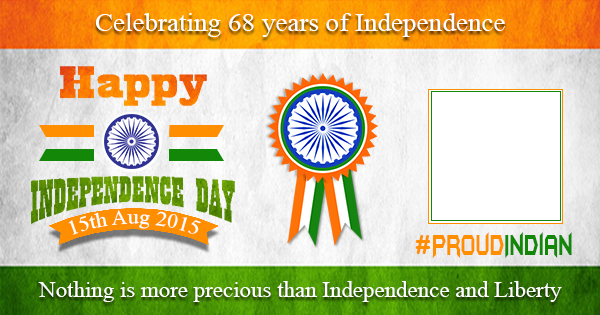 Celebrating 68 years of Independence
Happy
INDEPENDENCE DAY
15th Aug 2015
#PROUDINDIAN
Nothing is more precious than Independence and Liberty